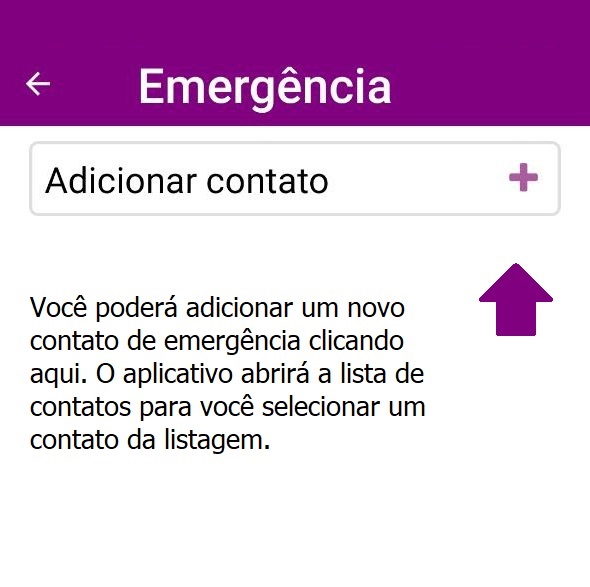 Emergência
Adicionar contato
Você poderá adicionar um novo
contato de emergência clicando
aqui. O aplicativo abrirá a lista de
contatos para você selecionar um
contato da listagem.